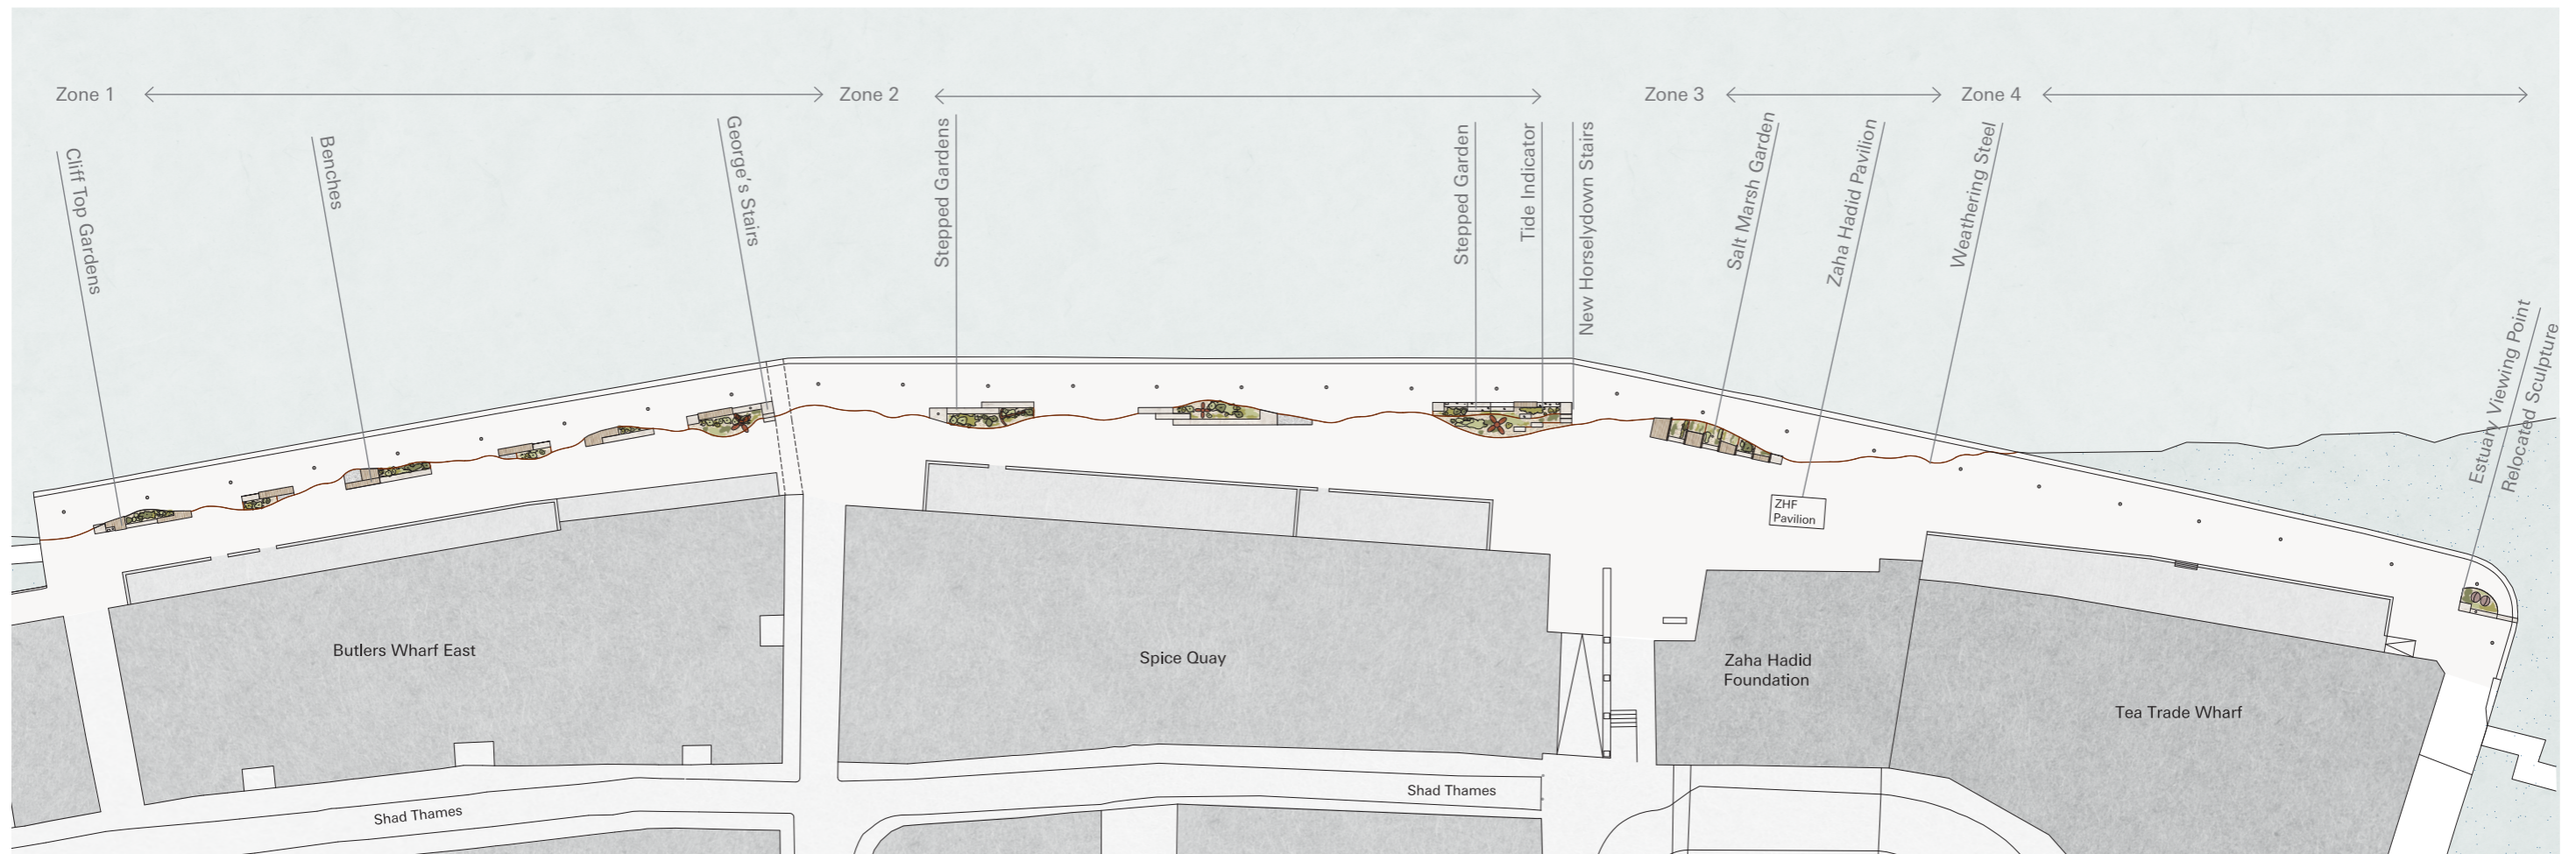 Zone 1
Zone 2
Zone 3
Zone 4
Cliff Top Gardens
Benches
George's Stairs
Stepped Gardens
Stepped Garden
Tide Indicator
New Horselydown Stairs
Salt Marsh Garden
Zaha Hadid Pavilion
Weathering Steel
Estuary Viewing Point
Relocated Sculpture
ZHF
Pavilion
Butlers Wharf East
Spice Quay
Zaha Hadid
Foundation
Tea Trade Wharf
Shad Thames
Shad Thames